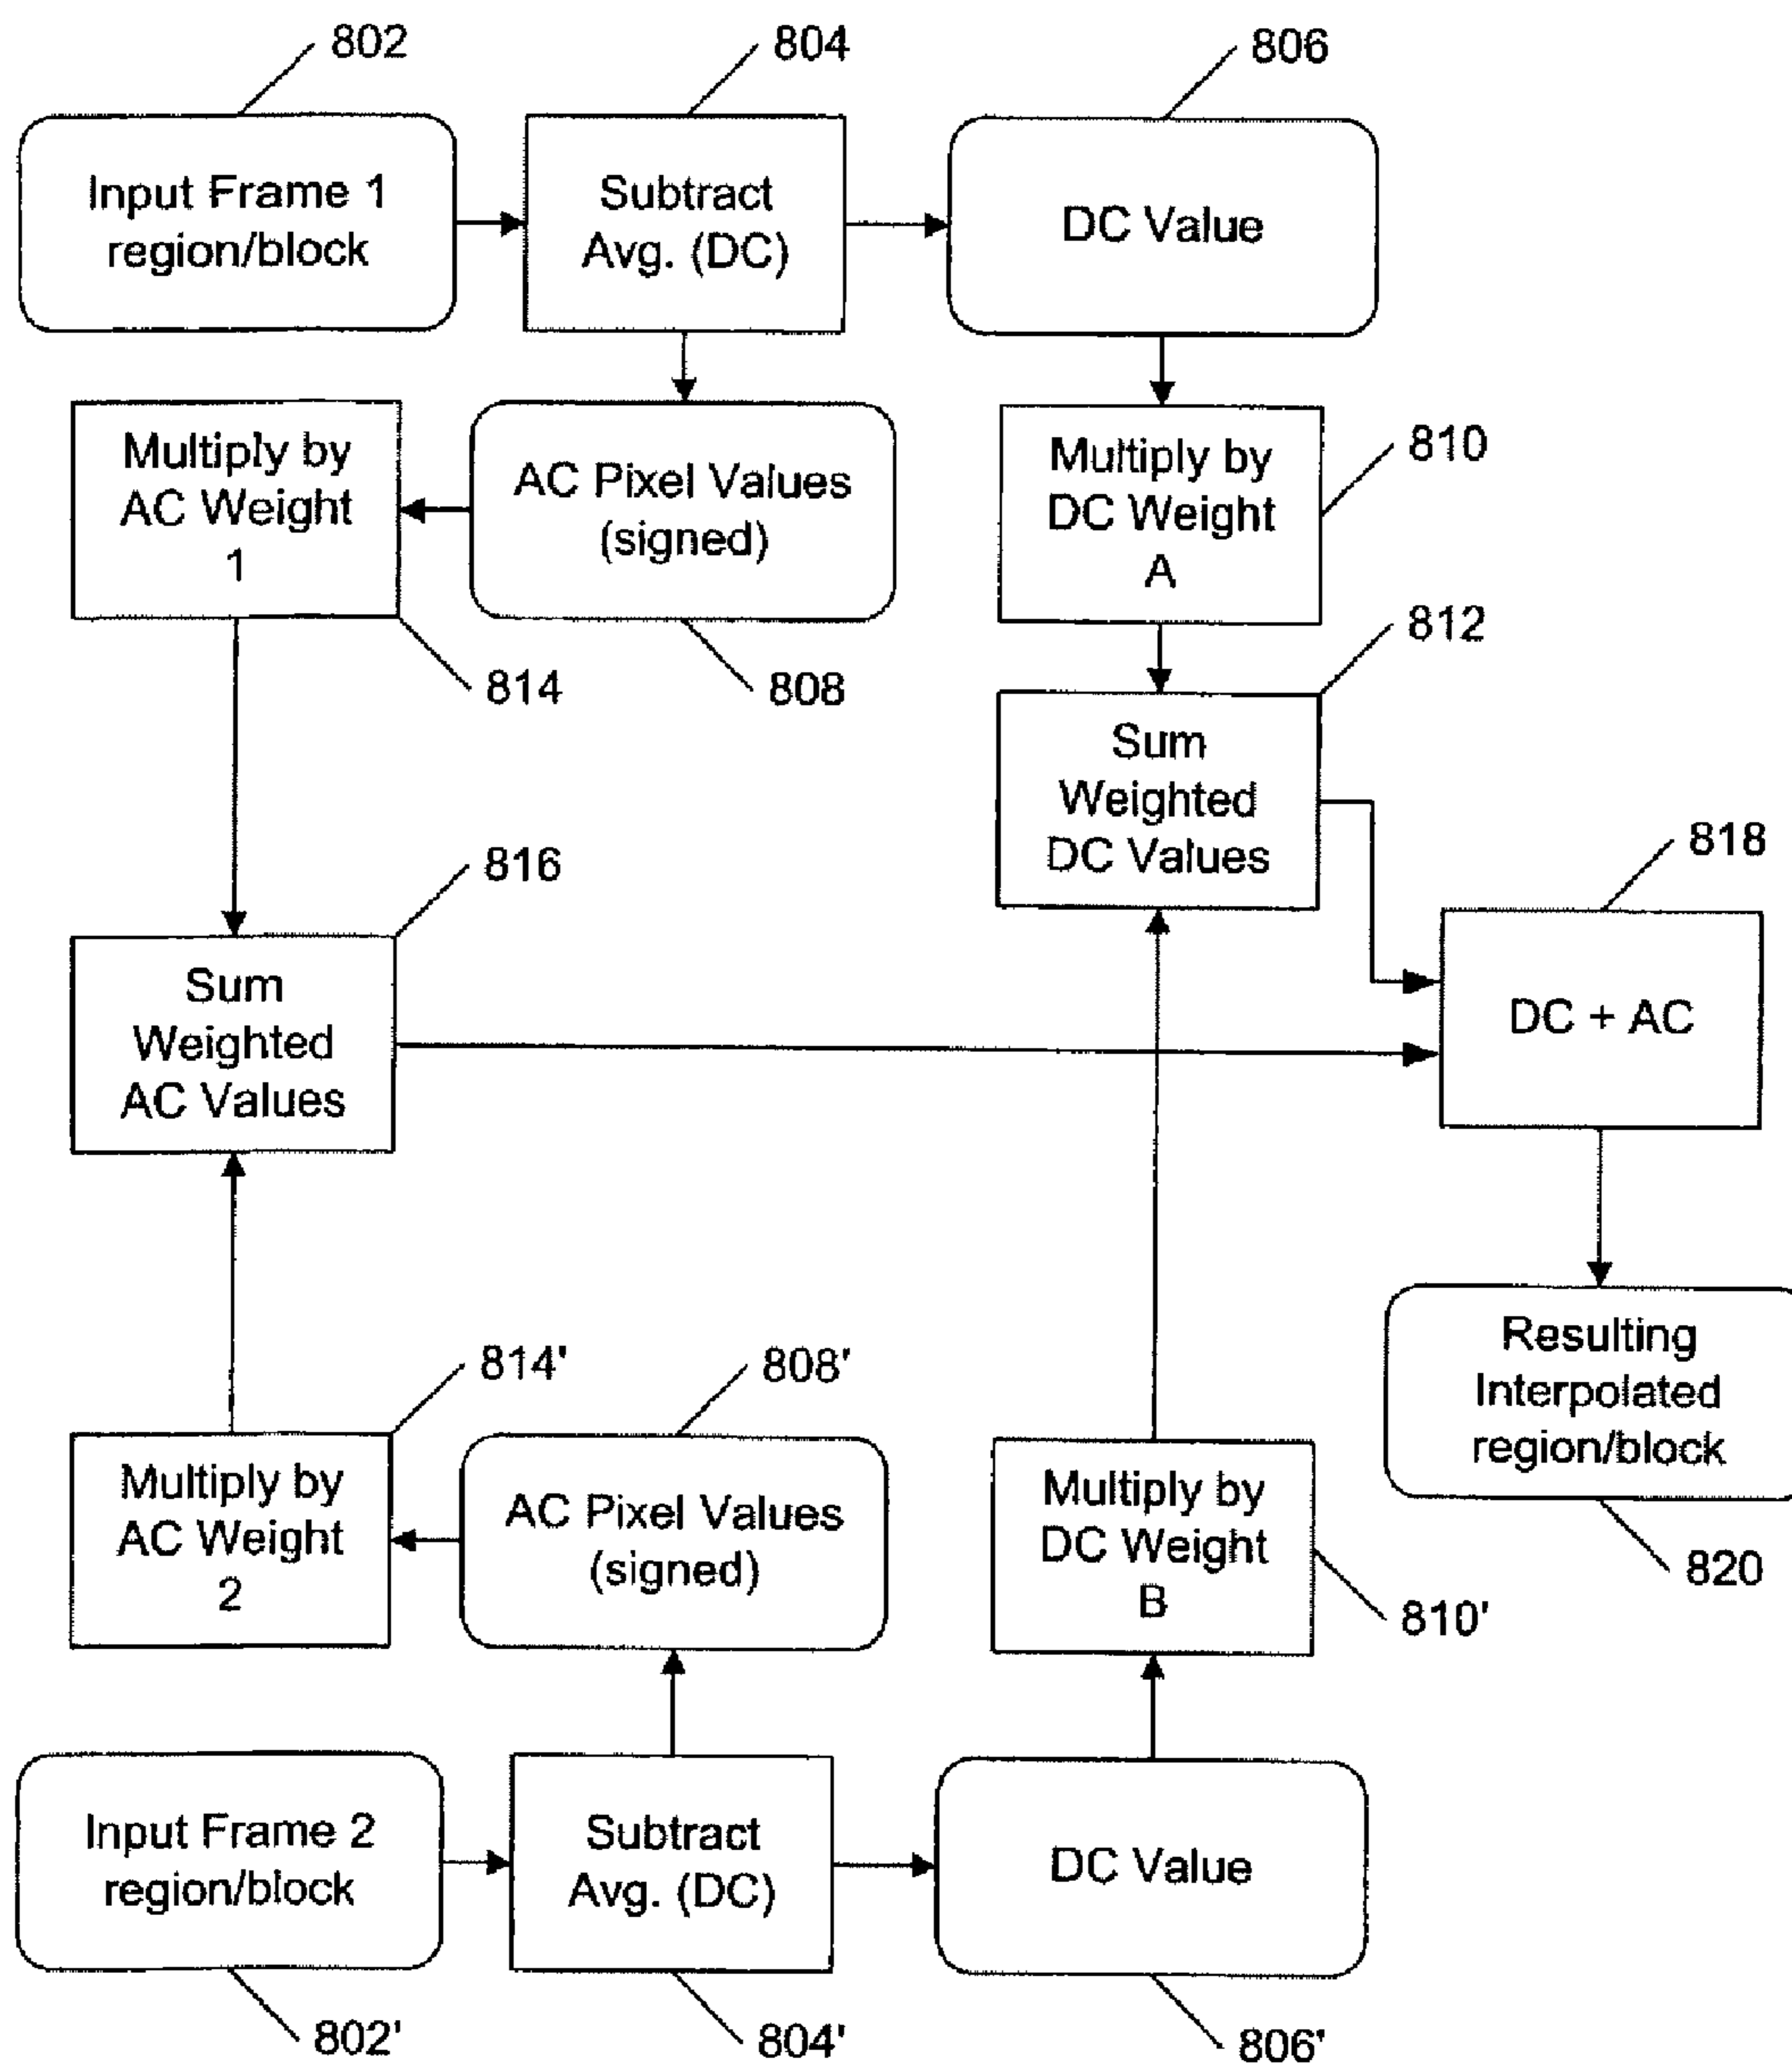 802
804
806
Input Frame 1
region/block
Subtract
Avg. (DC)
DC Value
Multiply by
AC Weight
1
AC Pixel Values
(signed)
Multiply by
DC Weight
A
810
814
808
812
Sum
Weighted
DC Values
816
818
Sum
Weighted
AC Values
DC + AC
814'
808'
Resulting
Interpolated
region/block
Multiply by
AC Weight
2
AC Pixel Values
(signed)
Multiply by
DC Weight
B
820
810'
Input Frame 2
region/block
Subtract
Avg. (DC)
DC Value
802'
804'
806'